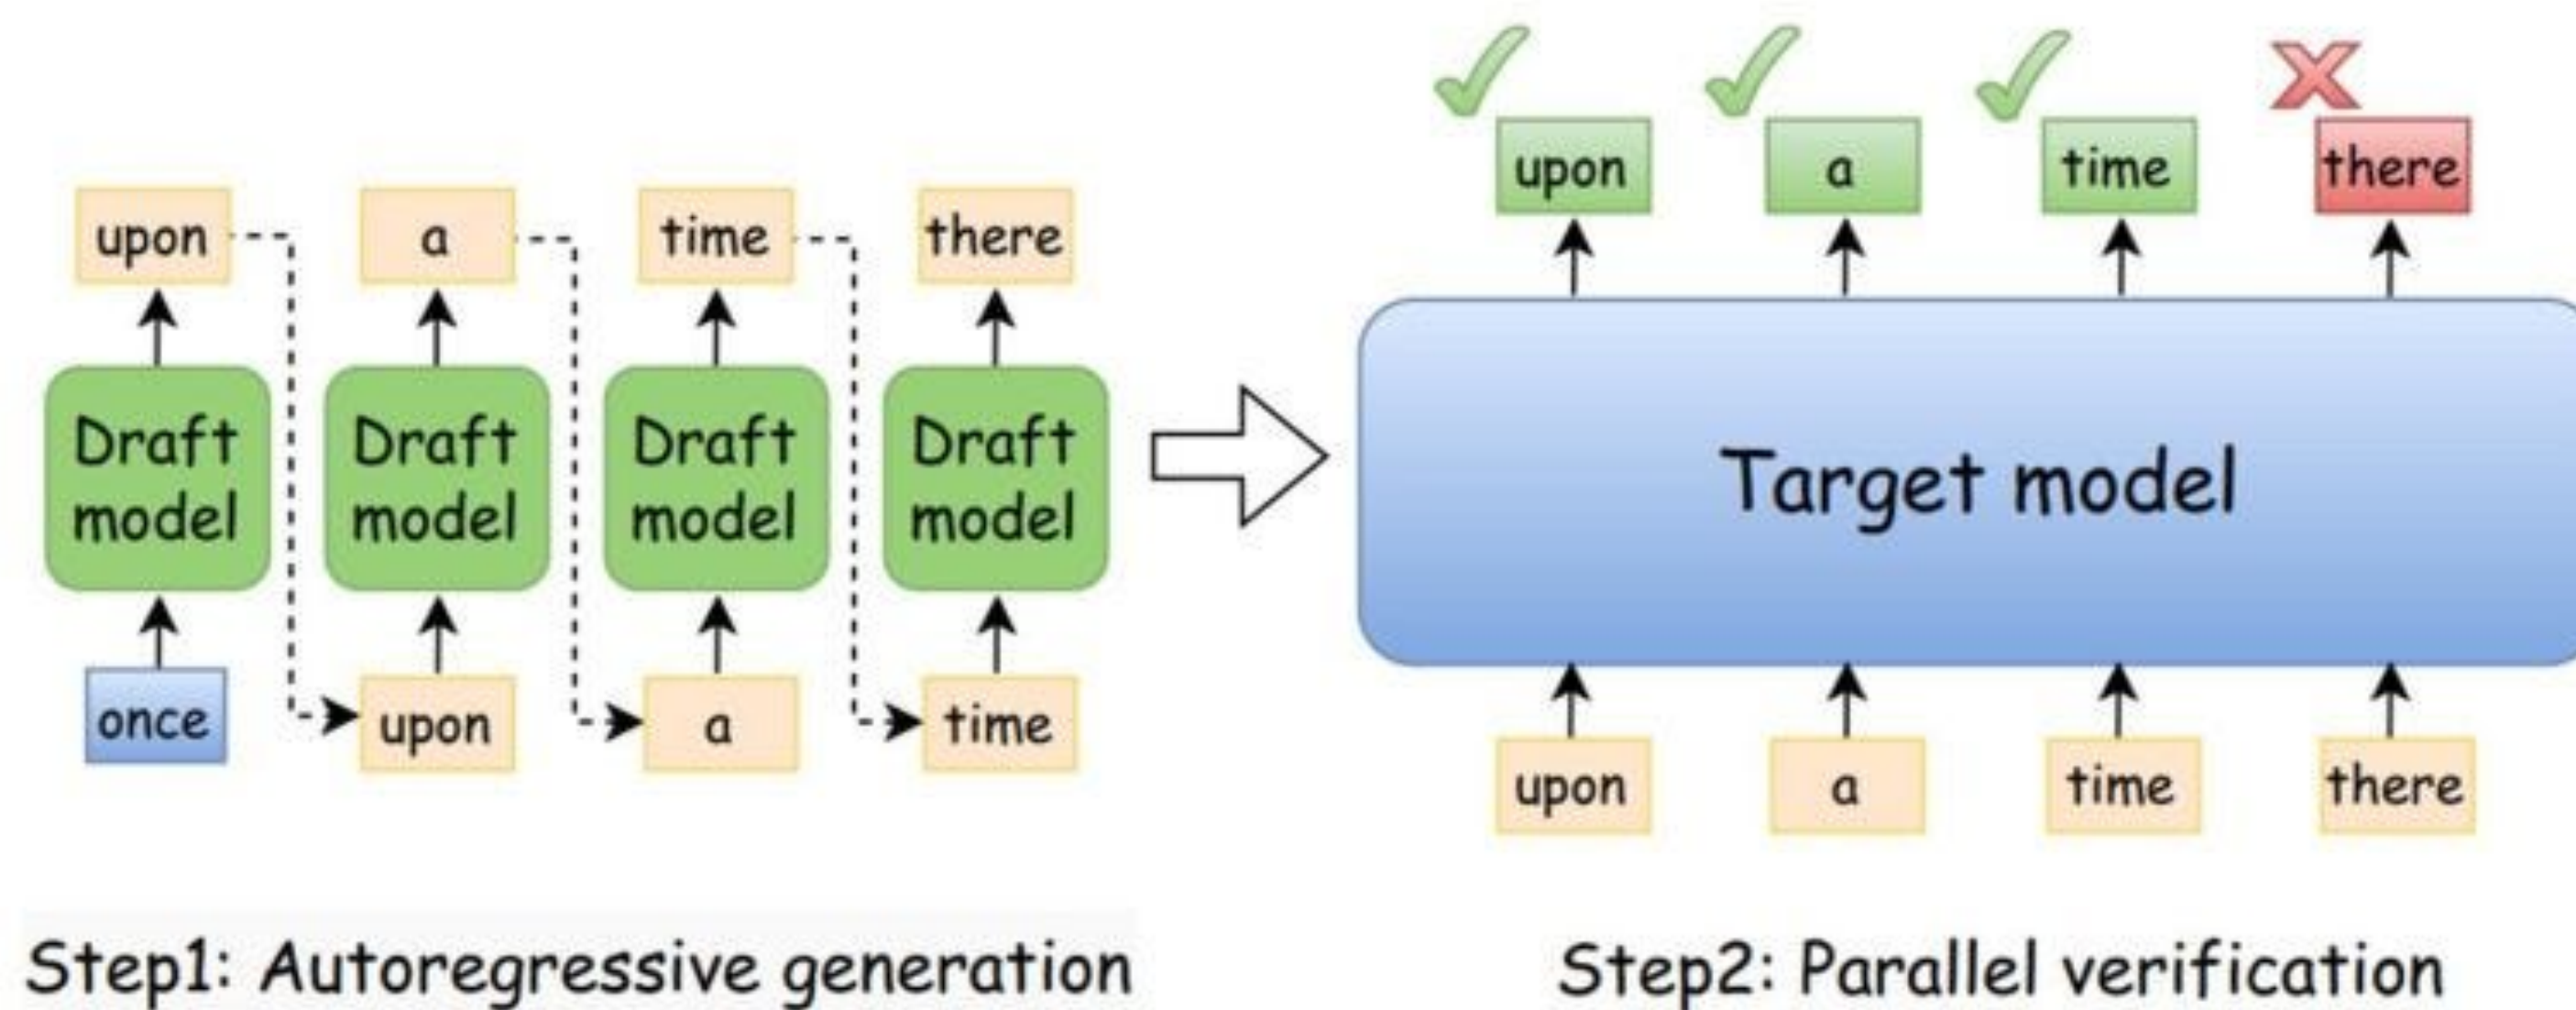 upon
a
time
there
Draft
model
Draft
model
Draft
model
Draft
model
once
upon
a
time
Step1: Autoregressive generation
upon
a
time
there
Target model
upon
a
time
there
Step2: Parallel verification